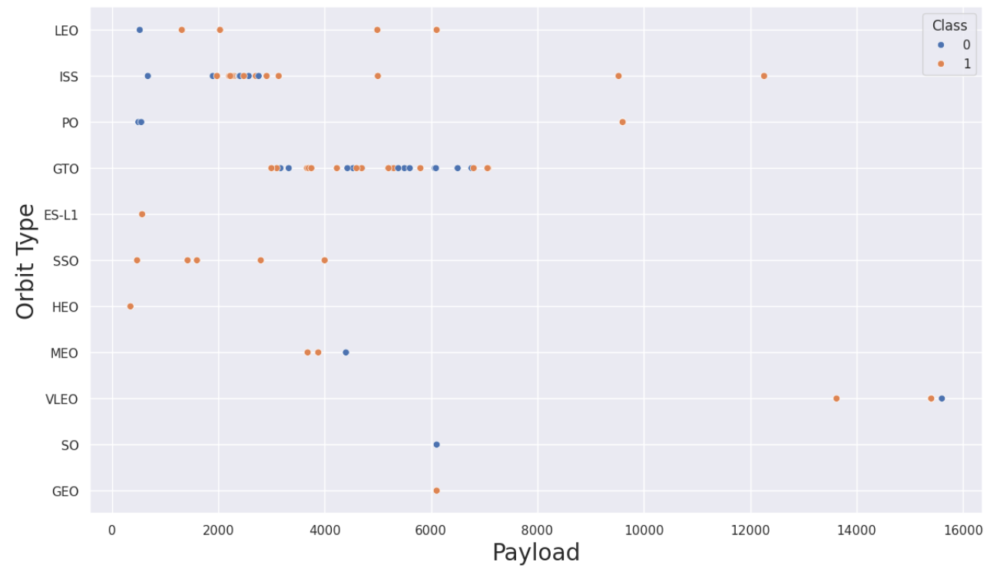 Class
0
1
LEO
ISS
PO
GTO
ES-L1
SSO
HEO
MEO
VLEO
SO
GEO
Orbit Type
0 2000 4000 6000 8000 10000 12000 14000 16000
Payload